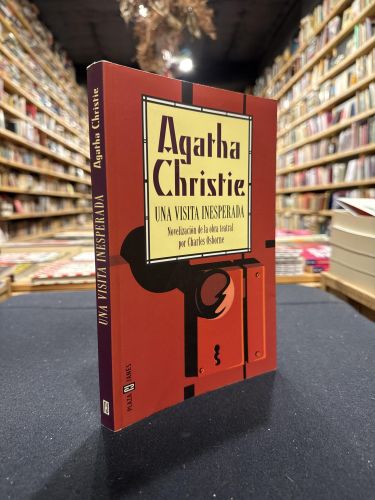 Agatha
Christie
UNA VISITA INESPERADA
Novelización de la obra teatral
por Charles Osborne
Agatha Christie
UNA VISITA INESPERADA
PLAZA JANES